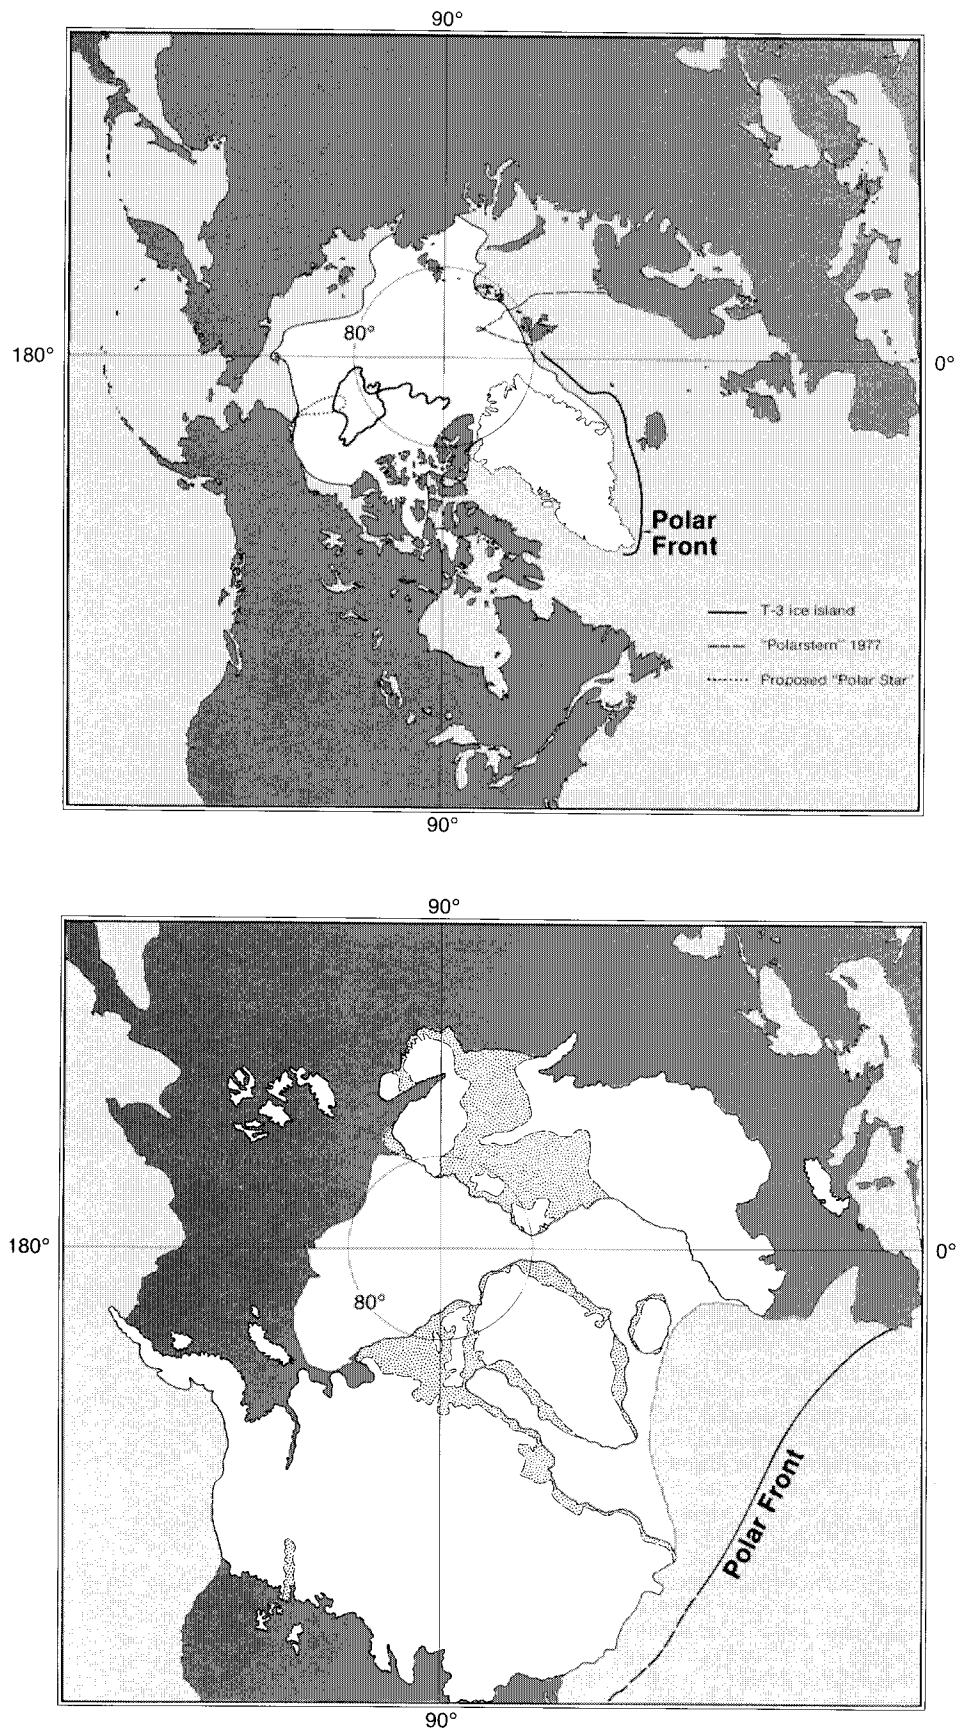 90°
80°
180°
0°
Polar
Front
T-3 ice island
"Polarstern" 1977
Proposed "Polar Star"
90°
90°
180°
0°
80°
Polar Front
90°